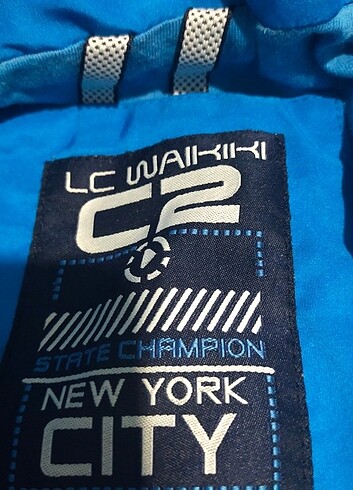 LC WAIKIKI
C2
STATE CHAMPION
NEW YORK
CITY